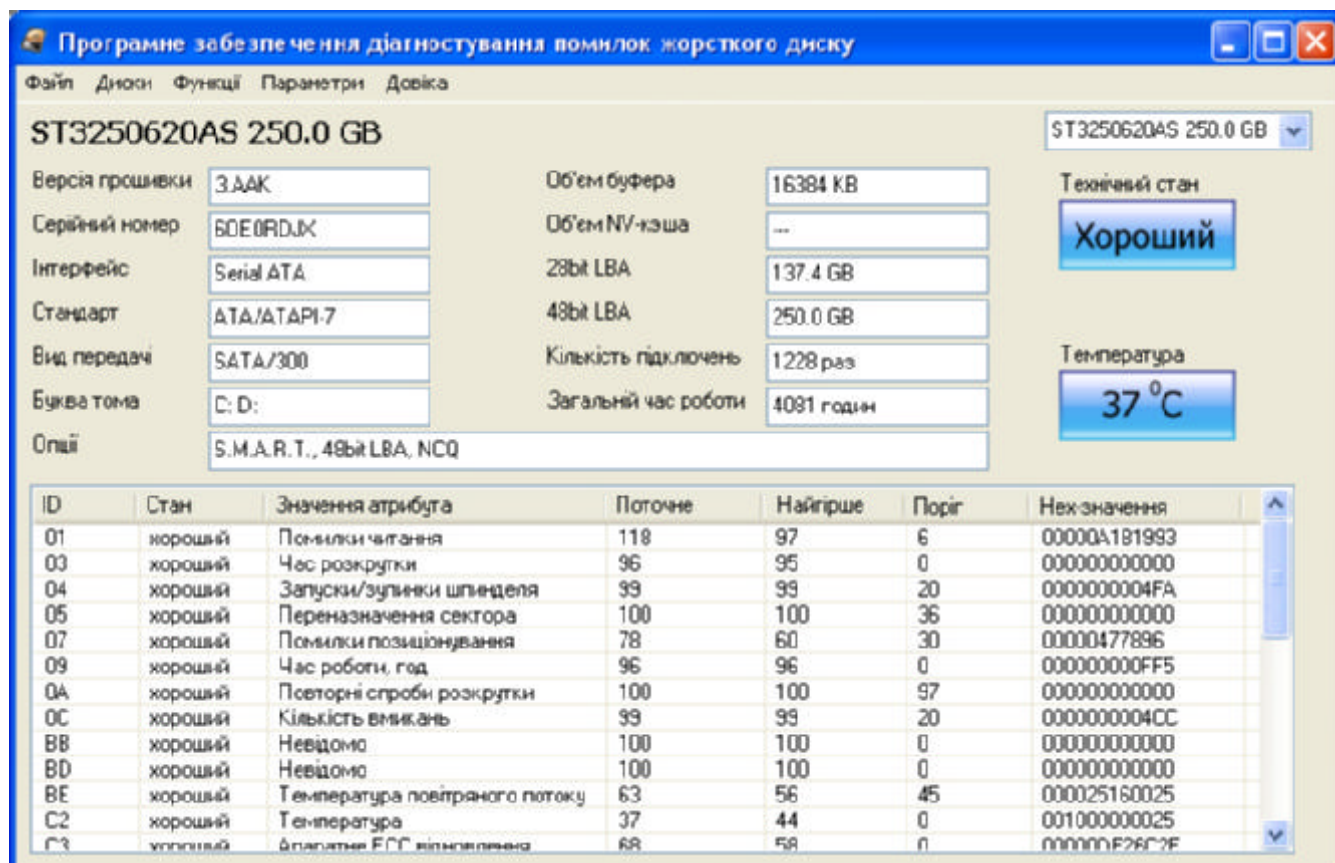 Програмне забезпечення діагностування помилок жорсткого диску
Файл Диски Функції Параметри Довіка
ST3250620AS 250.0 GB
ST3250620AS 250.0 GB
Версія прошивки 3.AAK Об'єм буфера 16384 KB Технічний стан
Серійний номер Об'єм NV-кэша --- Хороший
Інтерфейс Serial ATA 28bit LBA 137.4 GB
Стандарт ATA/ATAPI-7 48bit LBA 250.0 GB
Вид передачі SATA/300 Кількість підключень 1228 раз Температура
Буква тома C: D: Загальній час роботи 4081 годин 37 °C
Опції S.M.A.R.T., 48bit LBA, NCQ
ID Стан Значення атрибута Поточне Найгірше Поріг Hex-значення
01 хороший Помилки читання 118 97 6 00000A181993
03 хороший Час розкрутки 96 95 0 000000000000
04 хороший Запуски/зупинки шпинделя 99 99 20 0000000004FA
05 хороший Переназначення сектора 100 100 36 000000000000
07 хороший Помилки позиціонування 78 60 30 00000477896
09 хороший Час роботи, год 96 96 0 000000000FF5
0A хороший Повторні спроби розкрутки 100 100 97 000000000000
0C хороший Кількість вмикань 99 99 20 0000000004CC
BB хороший Невідомо 100 100 0 000000000000
BD хороший Невідомо 100 100 0 000000000000
BE хороший Температура повітряного потоку 63 56 45 000025160025
C2 хороший Температура 37 44 0 001000000025
C3 хороший Апаратне ECC відновлення 68 58 0